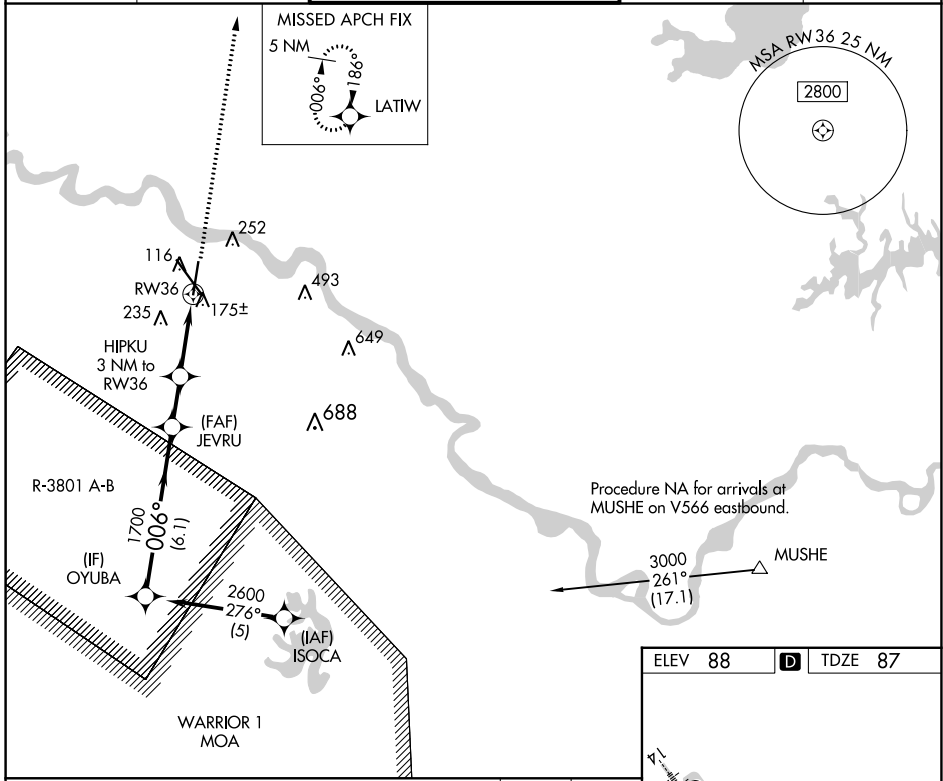 MISSED APCH FIX
5 NM
006°
186°
LATIW
MSA RW36 25 NM
2800
252
116
RW36
175±
493
235
649
HIPKU
3 NM to
RW36
688
(FAF)
JEVRU
R-3801 A-B
1700
006°
(6.1)
(IF)
OYUBA
2600
276°
(5)
(IAF)
ISOCA
Procedure NA for arrivals at
MUSHE on V566 eastbound.
MUSHE
3000
261°
(17.1)
WARRIOR 1
MOA
ELEV 88 D TDZE 87
14